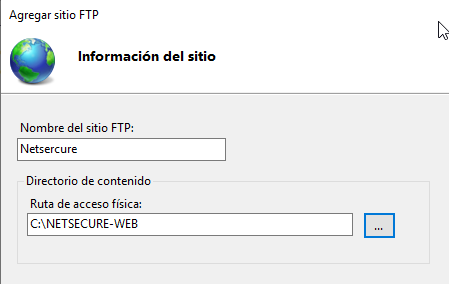 Agregar sitio FTP
Información del sitio
Nombre del sitio FTP:
Netsercure
Directorio de contenido
Ruta de acceso física:
C:\NETSECURE-WEB
...